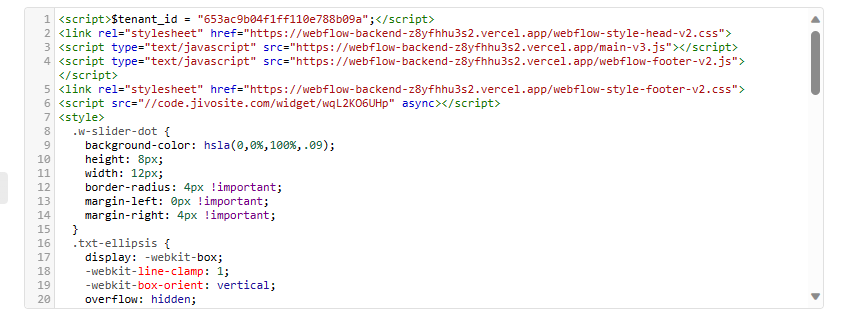 1 <script>$tenant_id = "653ac9b04f1ff110e788b09a";</script>
2 <link rel="stylesheet" href="https://webflow-backend-z8yfhhu3s2.vercel.app/webflow-style-head-v2.css">
3 <script type="text/javascript" src="https://webflow-backend-z8yfhhu3s2.vercel.app/main-v3.js"></script>
4 <script type="text/javascript" src="https://webflow-backend-z8yfhhu3s2.vercel.app/webflow-footer-v2.js">
</script>
5 <link rel="stylesheet" href="https://webflow-backend-z8yfhhu3s2.vercel.app/webflow-style-footer-v2.css">
6 <script src="//code.jivosite.com/widget/wqL2KO6UHp" async></script>
7 <style>
8 .w-slider-dot {
9 background-color: hsla(0,0%,100%,.09);
10 height: 8px;
11 width: 12px;
12 border-radius: 4px !important;
13 margin-left: 0px !important;
14 margin-right: 4px !important;
15 }
16 .txt-ellipsis {
17 display: -webkit-box;
18 -webkit-line-clamp: 1;
19 -webkit-box-orient: vertical;
20 overflow: hidden;